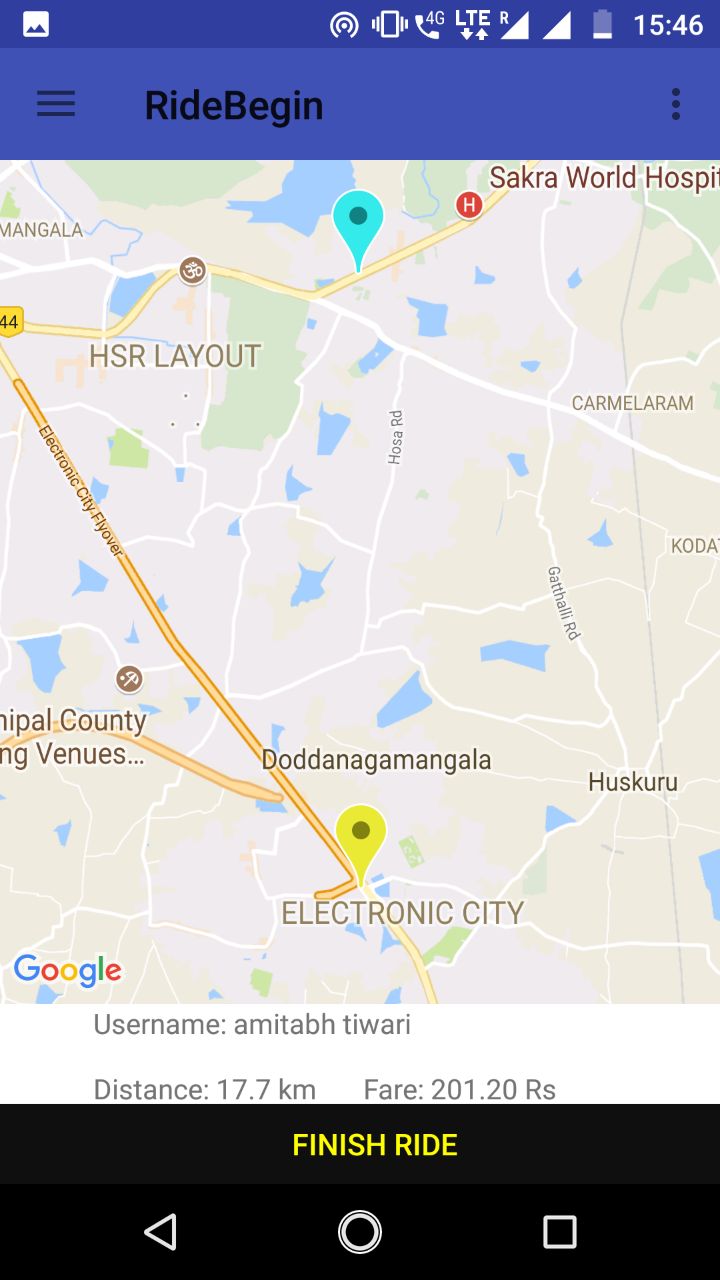 4G LTE R 15:46
RideBegin
Sakra World Hospit
H
MANGALA
ॐ
44
HSR LAYOUT
CARMELARAM
Hosa Rd
Electronic City Flyover
KODAT
Gatthalli Rd
nipal County
ng Venues...
Doddanagamangala
Huskuru
ELECTRONIC CITY
Google
Username: amitabh tiwari
Distance: 17.7 km Fare: 201.20 Rs
FINISH RIDE